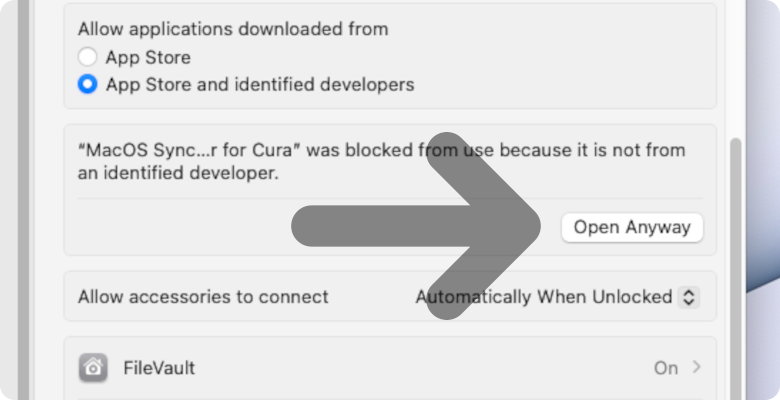 Allow applications downloaded from
App Store
App Store and identified developers
“MacOS Sync...r for Cura” was blocked from use because it is not from
an identified developer.
Open Anyway
Allow accessories to connect Automatically When Unlocked
FileVault On